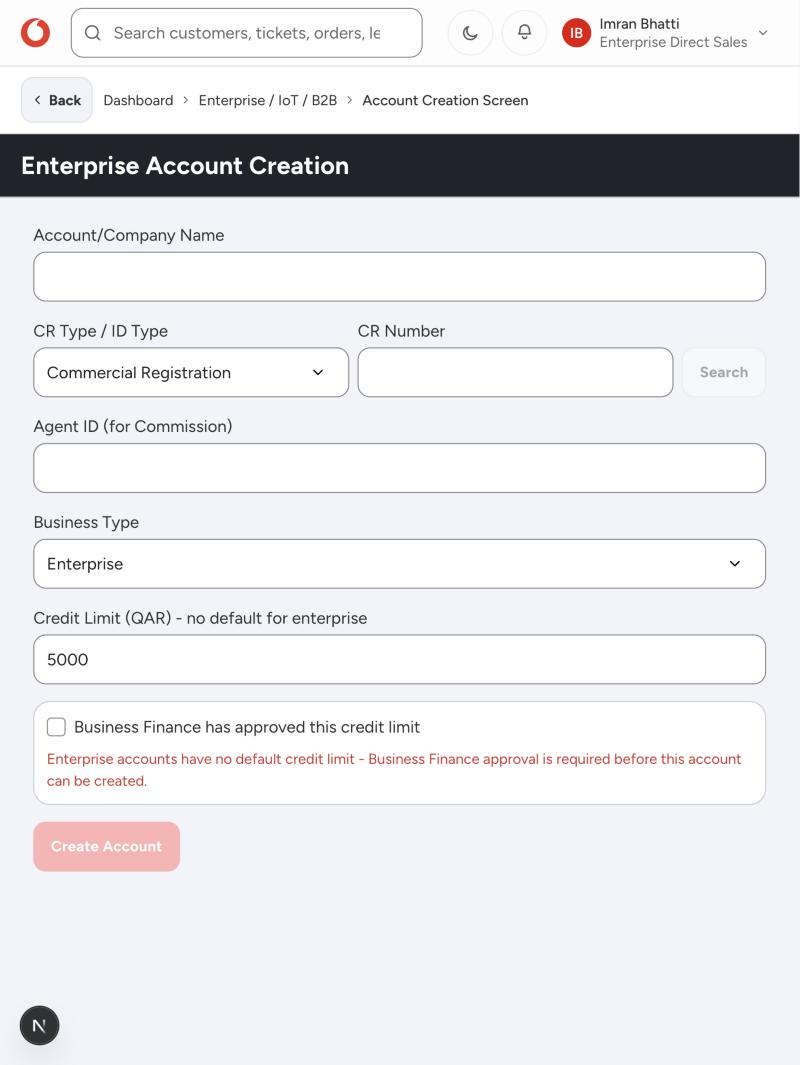 Search customers, tickets, orders, le
IB
Imran Bhatti
Enterprise Direct Sales
Back
Dashboard > Enterprise / IoT / B2B > Account Creation Screen
Enterprise Account Creation
Account/Company Name
CR Type / ID Type
CR Number
Commercial Registration
Search
Agent ID (for Commission)
Business Type
Enterprise
Credit Limit (QAR) - no default for enterprise
5000
Business Finance has approved this credit limit
Enterprise accounts have no default credit limit - Business Finance approval is required before this account
can be created.
Create Account
N